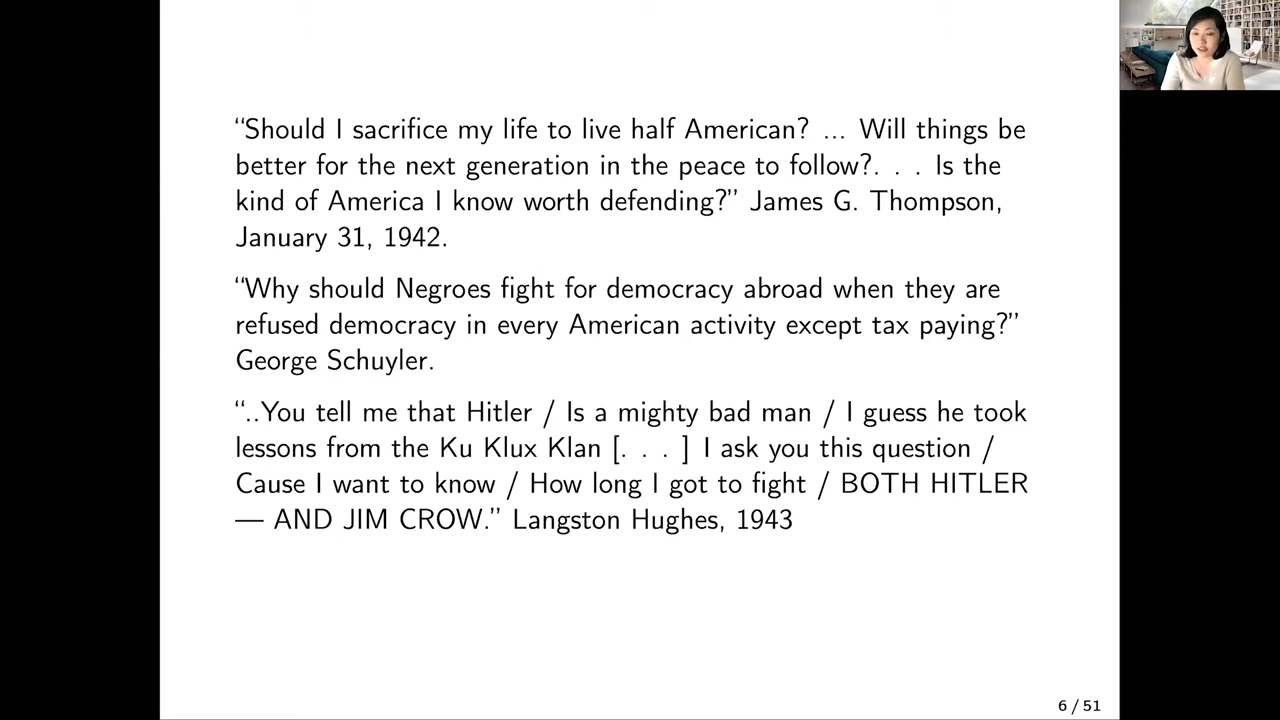 “Should I sacrifice my life to live half American? ... Will things be
better for the next generation in the peace to follow?. . . Is the
kind of America I know worth defending?” James G. Thompson,
January 31, 1942.
“Why should Negroes fight for democracy abroad when they are
refused democracy in every American activity except tax paying?”
George Schuyler.
“..You tell me that Hitler / Is a mighty bad man / I guess he took
lessons from the Ku Klux Klan [. . . ] I ask you this question /
Cause I want to know / How long I got to fight / BOTH HITLER
— AND JIM CROW.” Langston Hughes, 1943
6 / 51